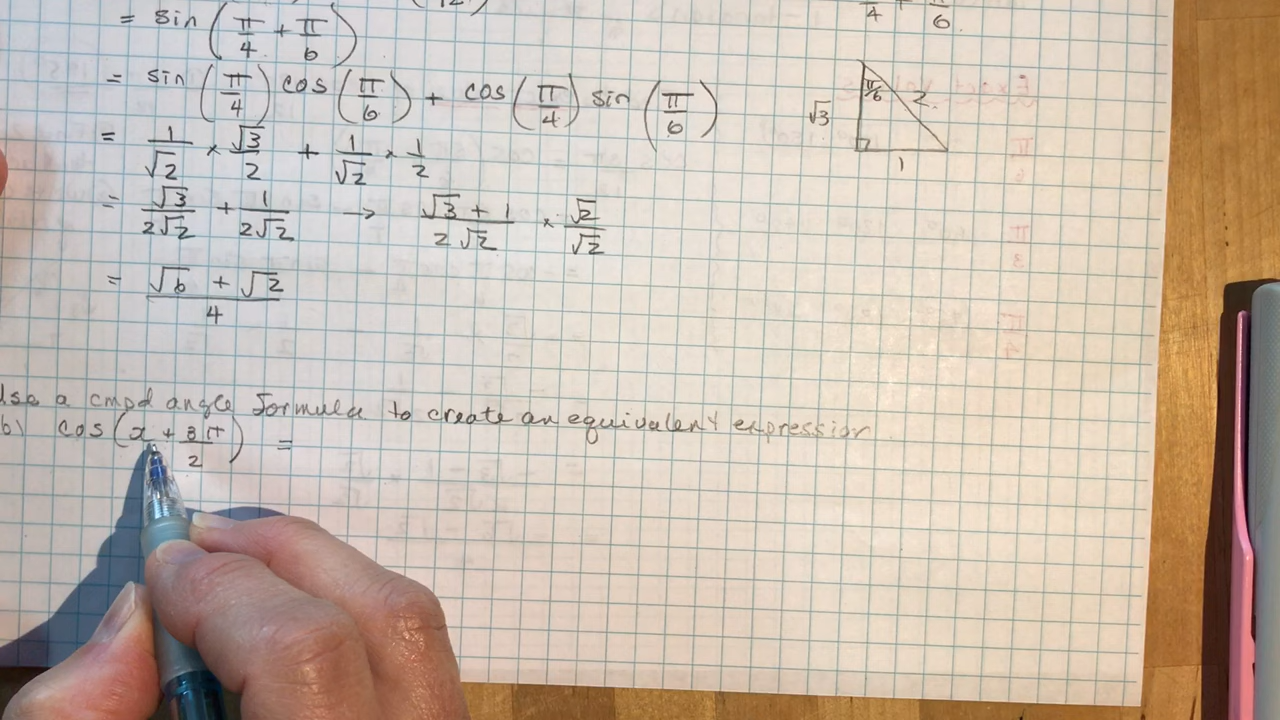 = sin(π/4 + π/6)
π/4 + π/6
= sin(π/4) cos(π/6) + cos(π/4) sin(π/6)
π/6 2
√3
1
= 1/√2 × √3/2 + 1/√2 × 1/2
= √3/2√2 + 1/2√2 → √3 + 1/2√2 × √2/√2
= √6 + √2/4
Use a cmpd angle formula to create an equivalent expression.
b) cos(x + 3π/2) =